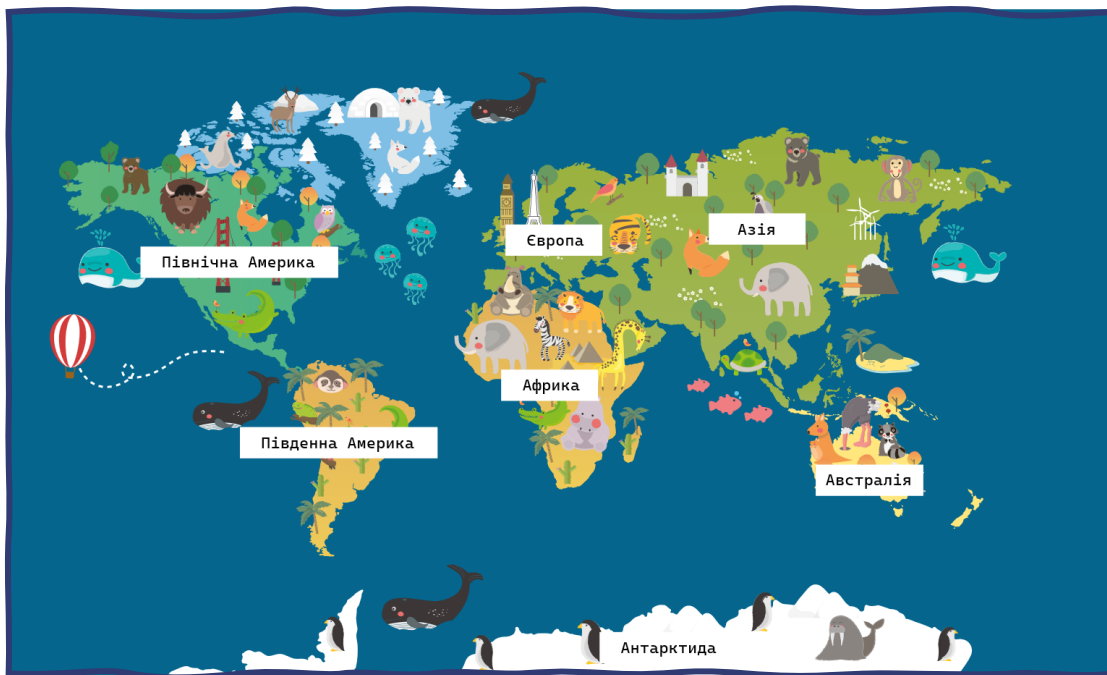 Європа
Азія
Північна Америка
Африка
Південна Америка
Австралія
Антарктида